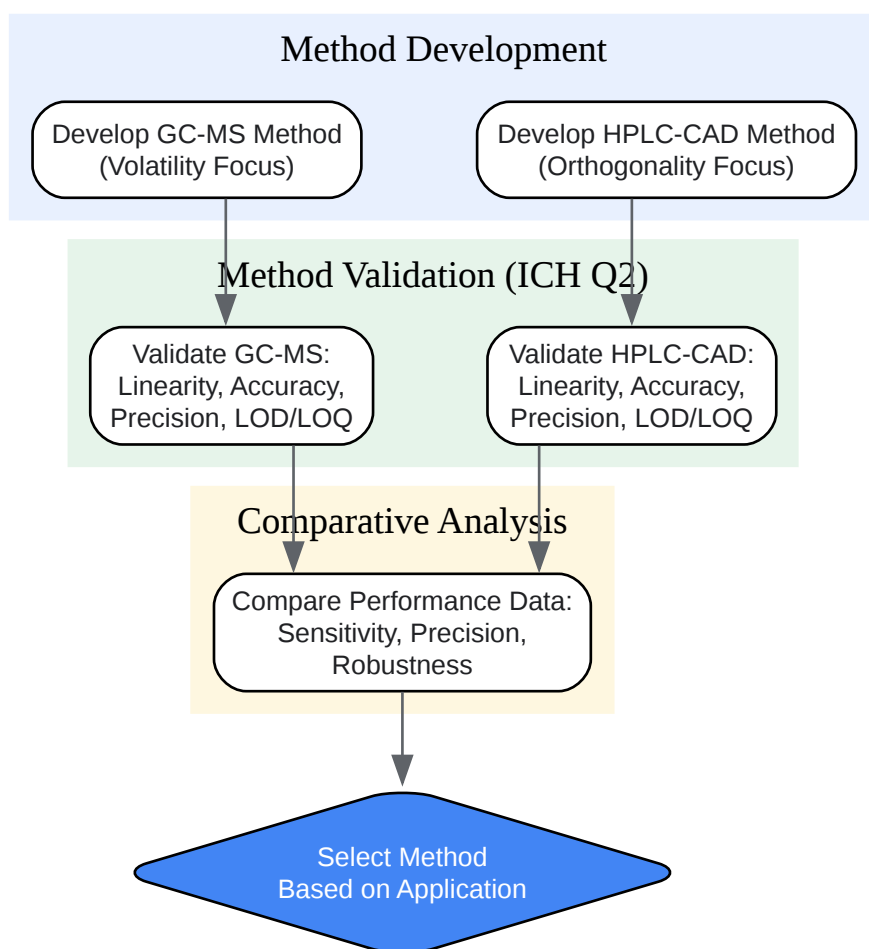 Method Development
Develop GC-MS Method
(Volatility Focus)
Develop HPLC-CAD Method
(Orthogonality Focus)
Method Validation (ICH Q2)
Validate GC-MS:
Linearity, Accuracy,
Precision, LOD/LOQ
Validate HPLC-CAD:
Linearity, Accuracy,
Precision, LOD/LOQ
Comparative Analysis
Compare Performance Data:
Sensitivity, Precision,
Robustness
Select Method
Based on Application